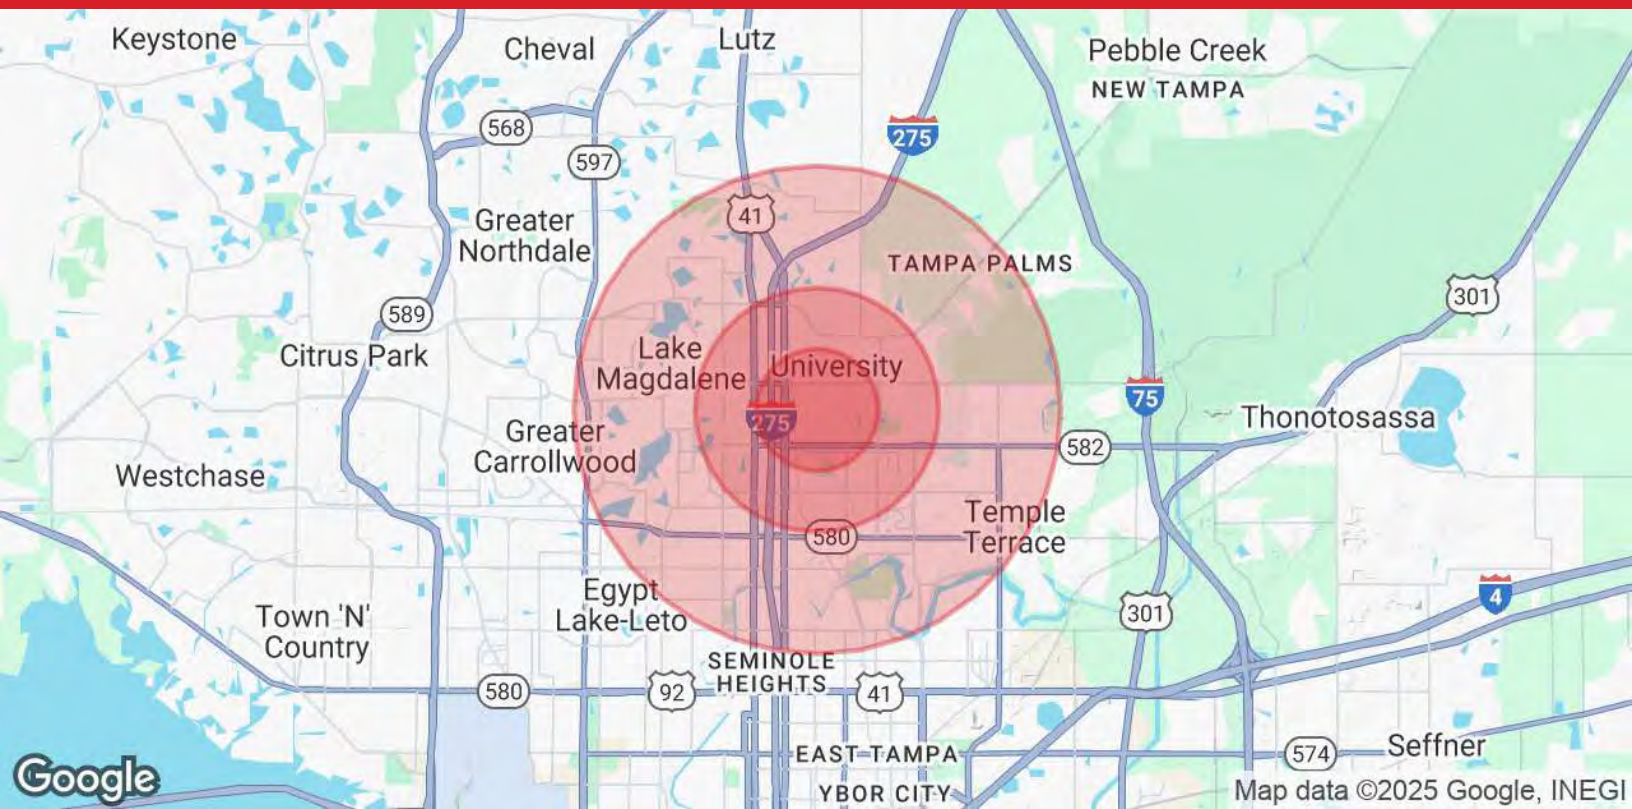 Keystone
Cheval
Lutz
Pebble Creek
NEW TAMPA
568
275
597
41
Greater
Northdale
TAMPA PALMS
301
589
Citrus Park
Lake
Magdalene
University
75
275
Thonotosassa
Greater
Carrollwood
582
Westchase
Temple
Terrace
580
Egypt
Lake-Leto
4
301
Town 'N'
Country
SEMINOLE
HEIGHTS
580
92
41
EAST TAMPA
574
Seffner
Google
YBOR CITY
Map data ©2025 Google, INEGI